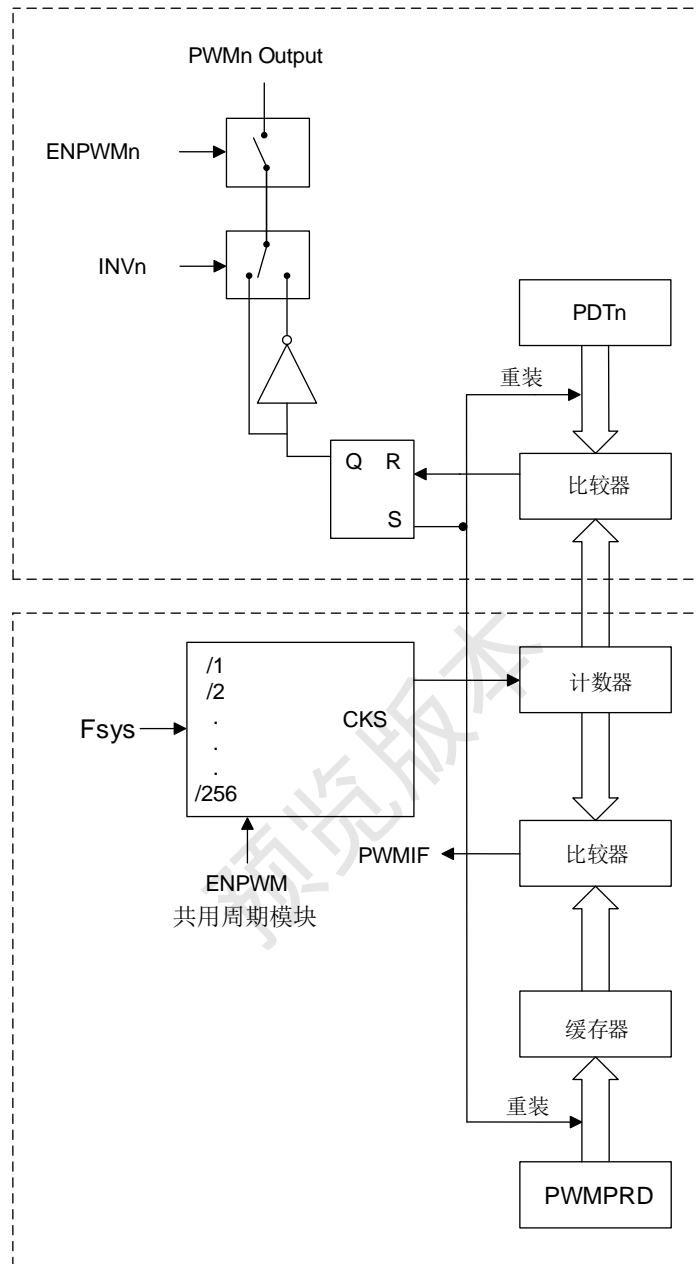 PWMn Output
ENPWMn
INVn
PDTn
重装
Q R
S
比较器
/1
/2
.
.
.
/256
CKS
Fsys
计数器
PWMIF
比较器
ENPWM
共用周期模块
缓存器
重装
PWMPRD
预览版本